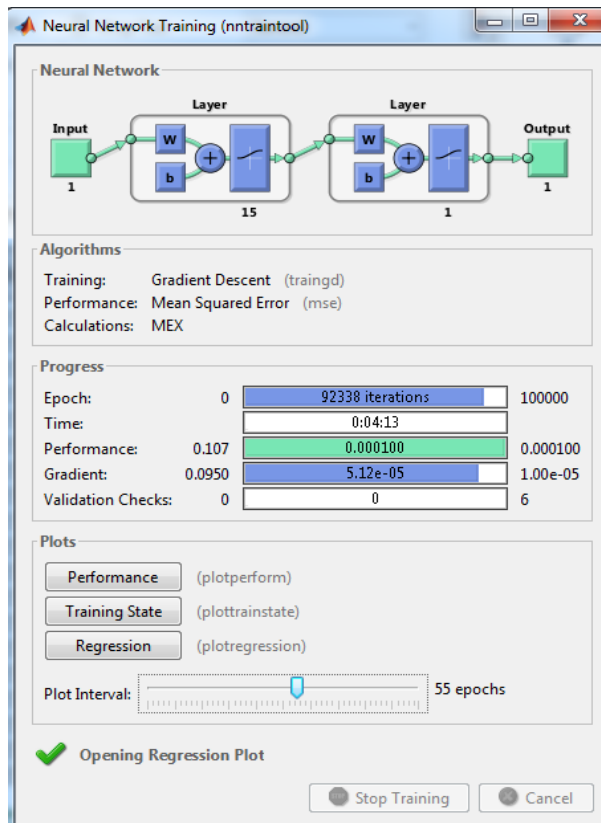 Neural Network Training (nntraintool)
Neural Network
Layer Layer
Input Output
W W
b b
1 1
15 1
Algorithms
Training: Gradient Descent (traingd)
Performance: Mean Squared Error (mse)
Calculations: MEX
Progress
Epoch: 0 92338 iterations 100000
Time: 0:04:13
Performance: 0.107 0.000100 0.000100
Gradient: 0.0950 5.12e-05 1.00e-05
Validation Checks: 0 0 6
Plots
Performance (plotperform)
Training State (plottrainstate)
Regression (plotregression)
Plot Interval: 55 epochs
Opening Regression Plot
Stop Training Cancel